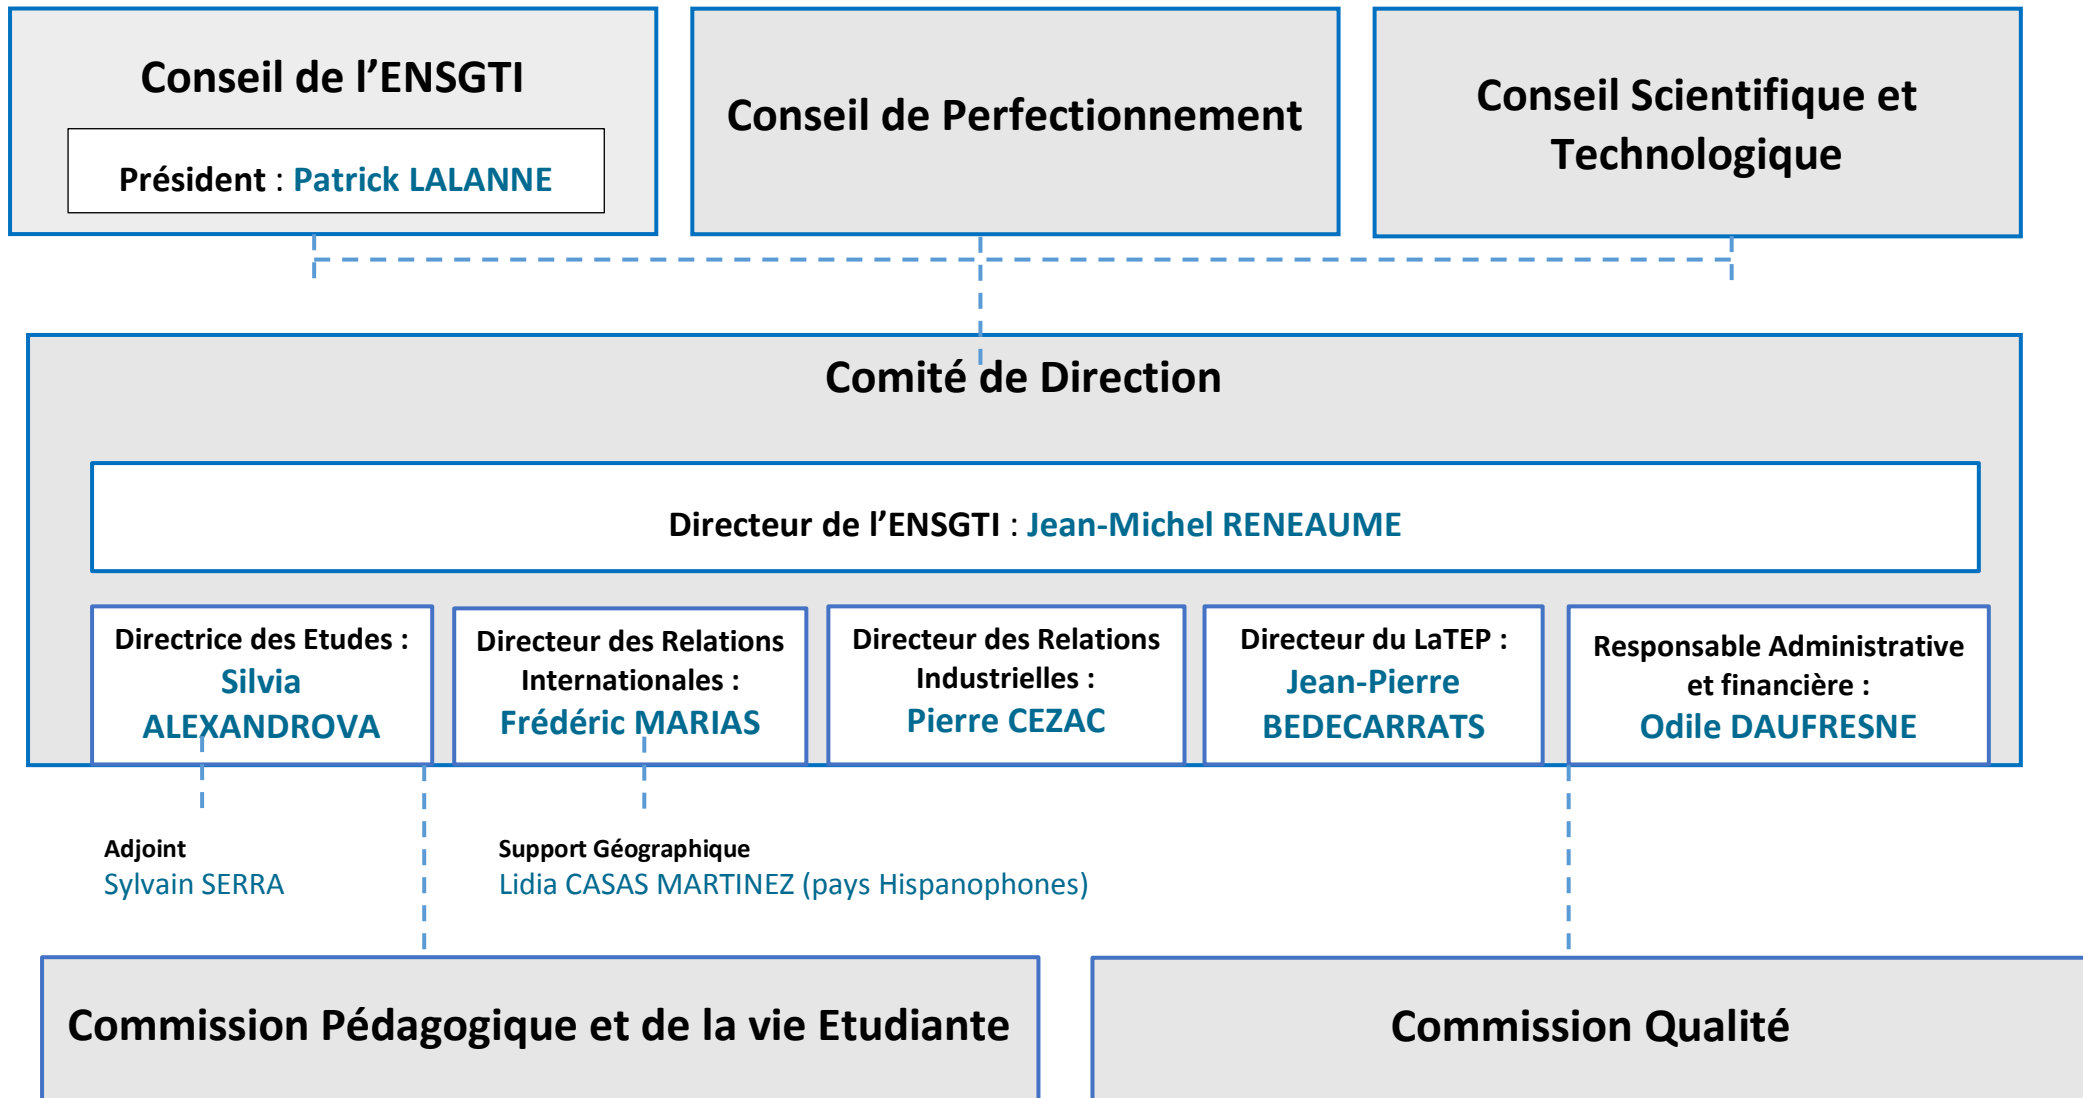 Conseil de l’ENSGTI
Président : Patrick LALANNE
Conseil de Perfectionnement
Conseil Scientifique et
Technologique
Comité de Direction
Directeur de l’ENSGTI : Jean-Michel RENEAUME
Directrice des Etudes :
Silvia
ALEXANDROVA
Directeur des Relations
Internationales :
Frédéric MARIAS
Directeur des Relations
Industrielles :
Pierre CEZAC
Directeur du LaTEP :
Jean-Pierre
BEDECARRATS
Responsable Administrative
et financière :
Odile DAUFRESNE
Adjoint
Sylvain SERRA
Support Géographique
Lidia CASAS MARTINEZ (pays Hispanophones)
Commission Pédagogique et de la vie Etudiante
Commission Qualité